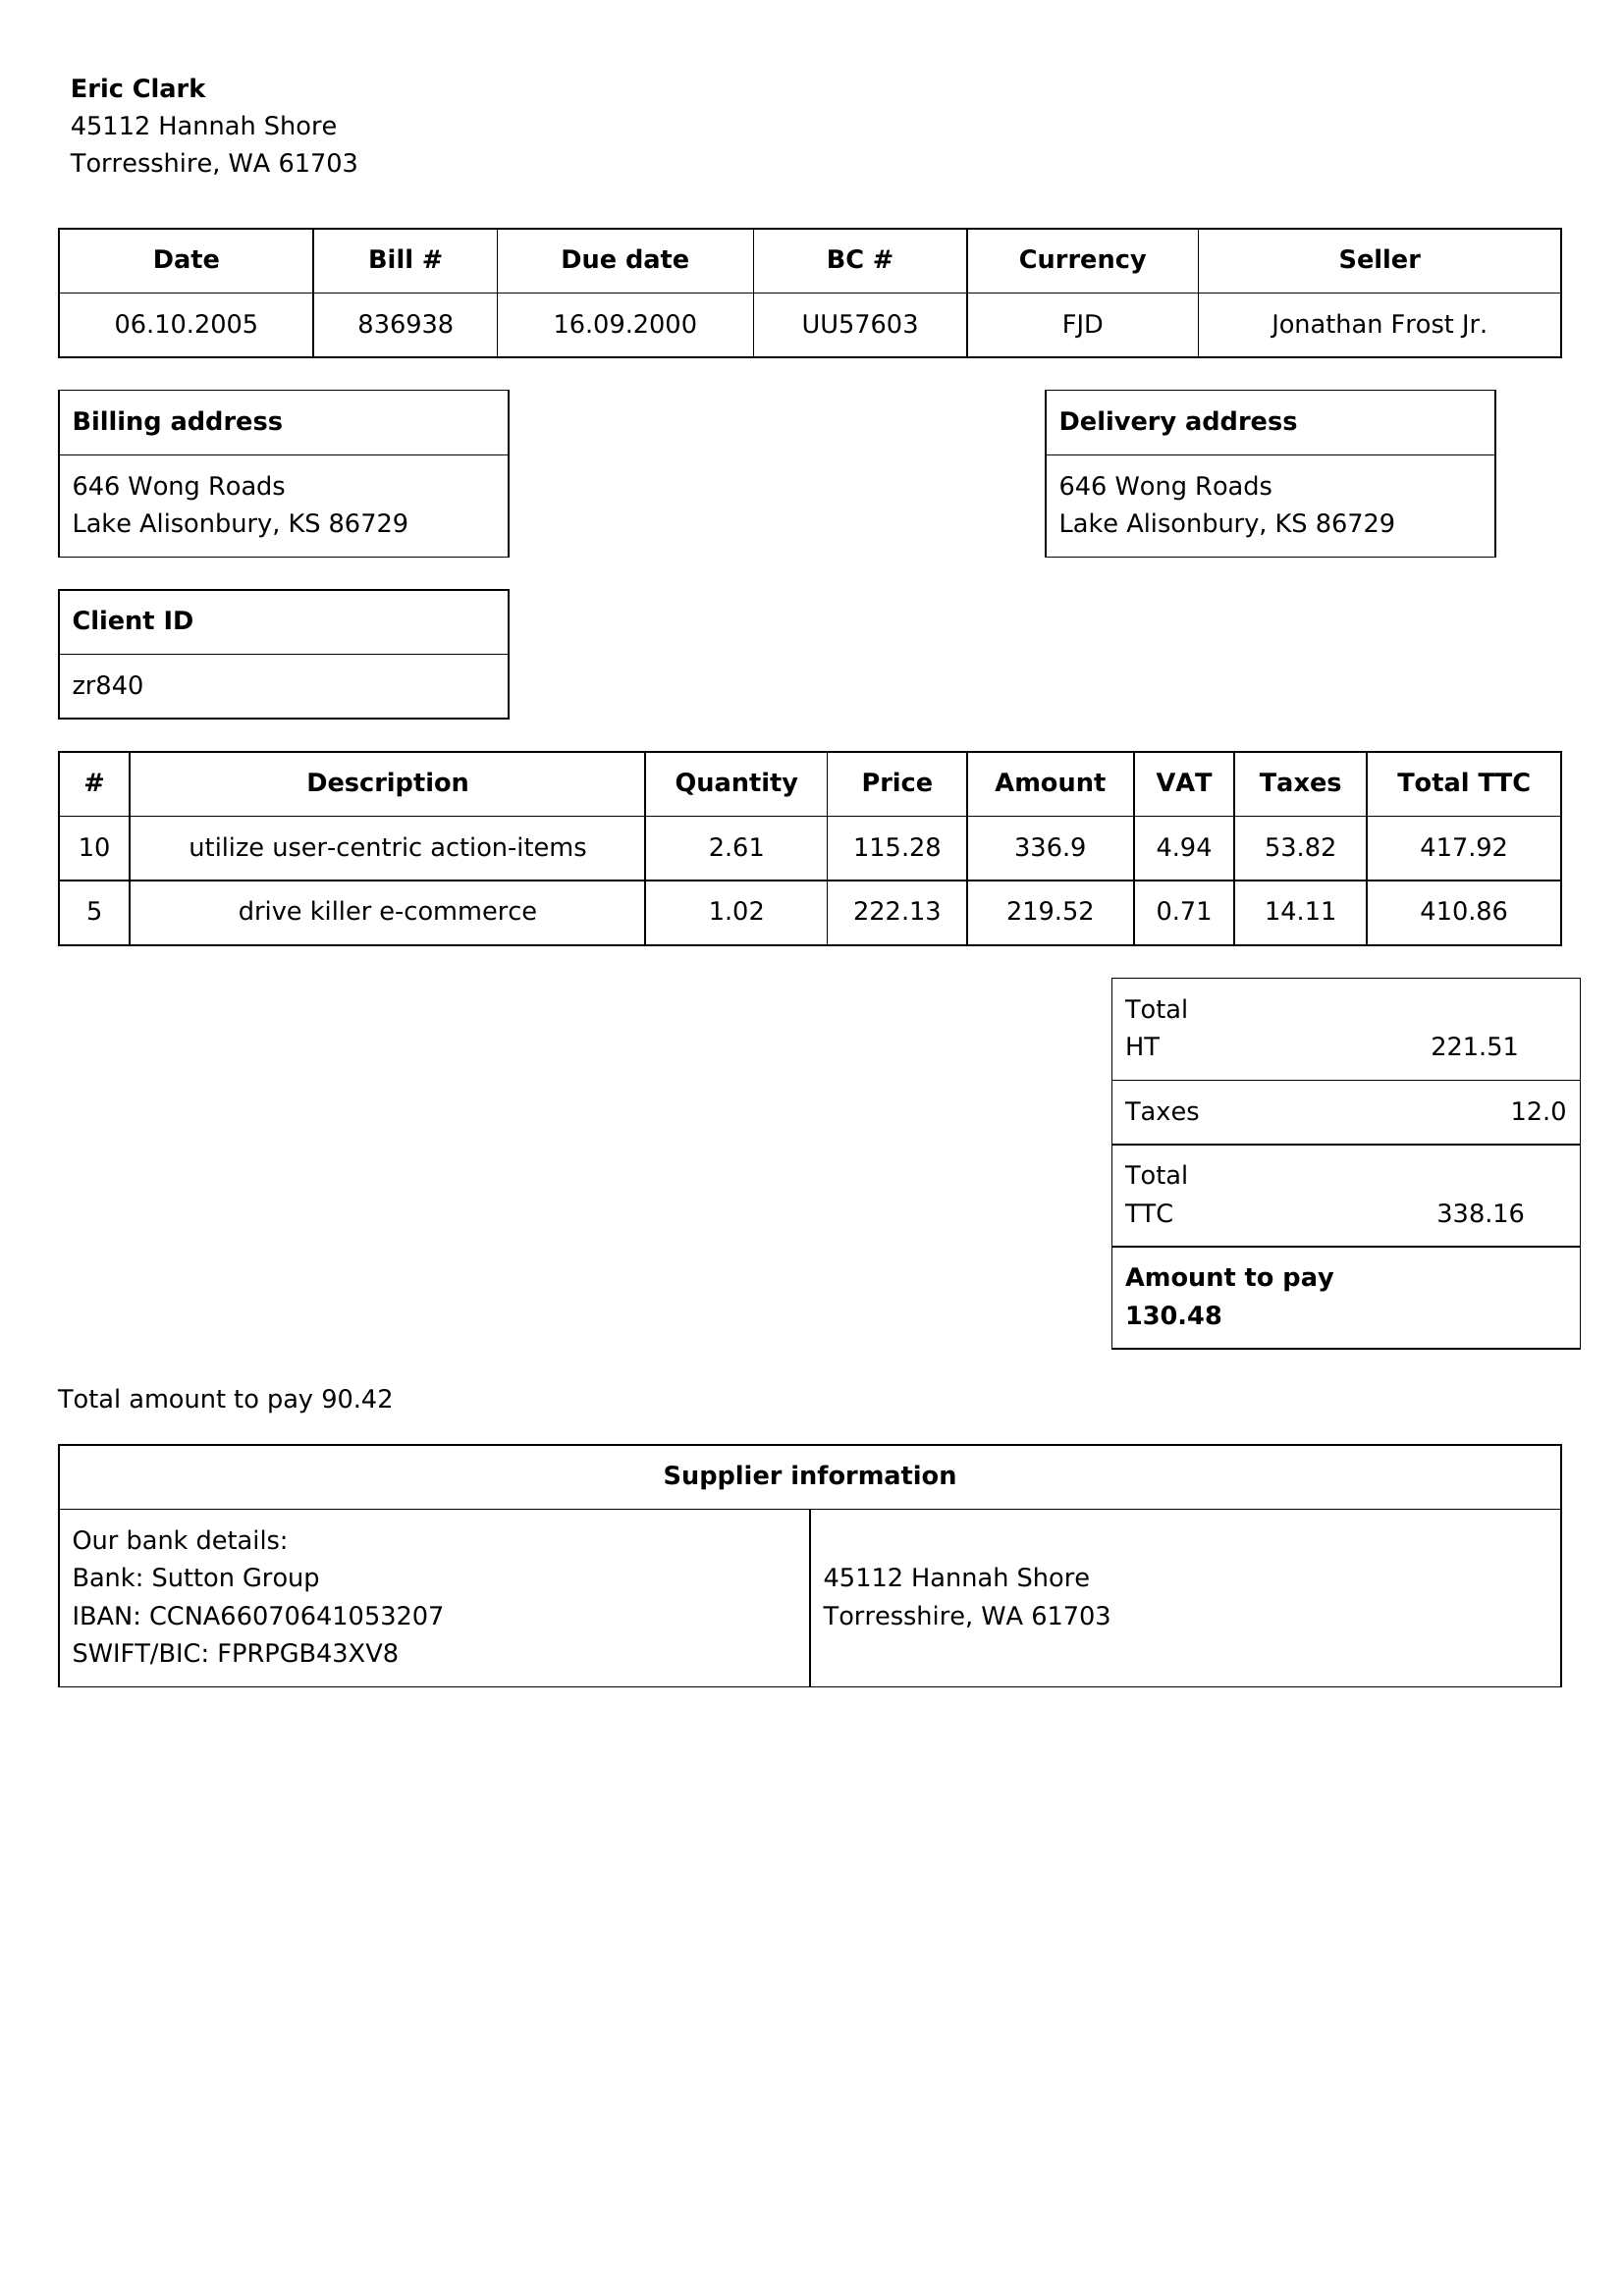 Eric Clark
45112 Hannah Shore
Torresshire, WA 61703
Date Bill # Due date BC # Currency Seller
06.10.2005 836938 16.09.2000 UU57603 FJD Jonathan Frost Jr.
Billing address
646 Wong Roads
Lake Alisonbury, KS 86729
Delivery address
646 Wong Roads
Lake Alisonbury, KS 86729
Client ID
zr840
# Description Quantity Price Amount VAT Taxes Total TTC
10 utilize user-centric action-items 2.61 115.28 336.9 4.94 53.82 417.92
5 drive killer e-commerce 1.02 222.13 219.52 0.71 14.11 410.86
Total
HT 221.51
Taxes 12.0
Total
TTC 338.16
Amount to pay
130.48
Total amount to pay 90.42
Supplier information
Our bank details:
Bank: Sutton Group
IBAN: CCNA66070641053207
SWIFT/BIC: FPRPGB43XV8
45112 Hannah Shore
Torresshire, WA 61703